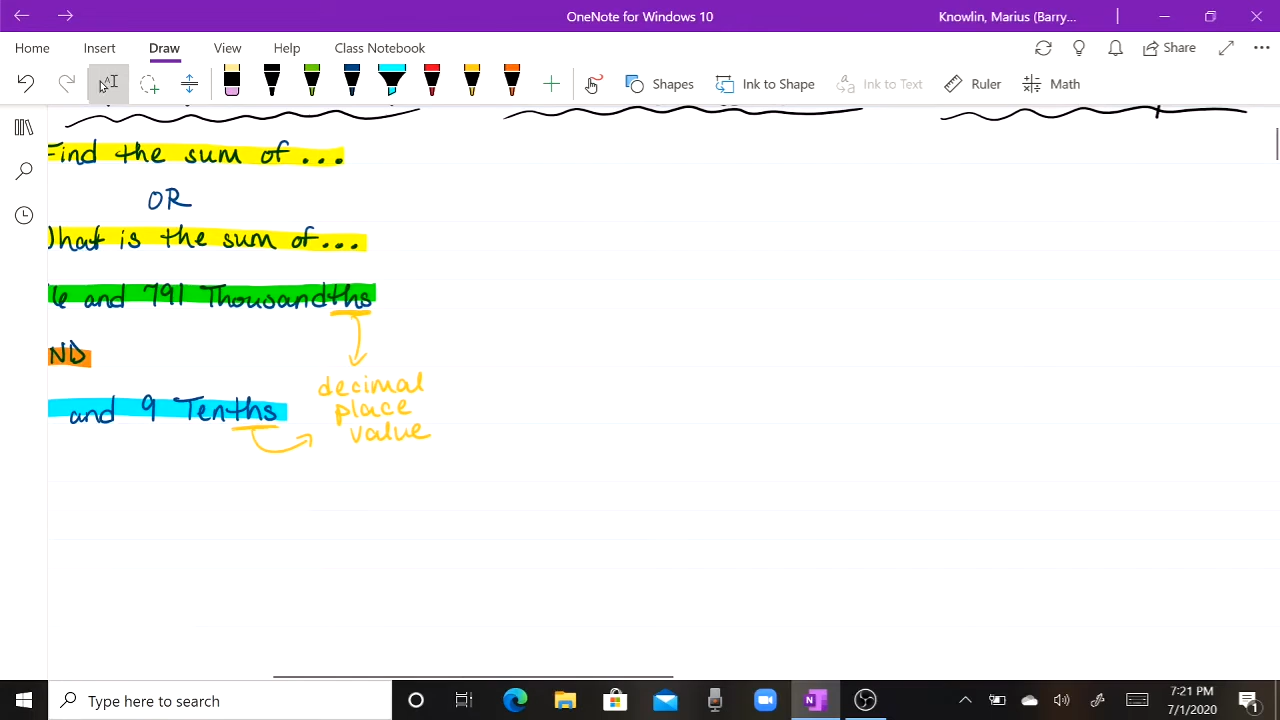 OneNote for Windows 10
Knowlin, Marius (Barry...
Home Insert Draw View Help Class Notebook Share
Shapes Ink to Shape Ink to Text Ruler Math
Find the sum of ...
OR
What is the sum of...
and 791 Thousandths
ND
decimal
place
value
and 9 Tenths
Type here to search
7:21 PM
7/1/2020
1